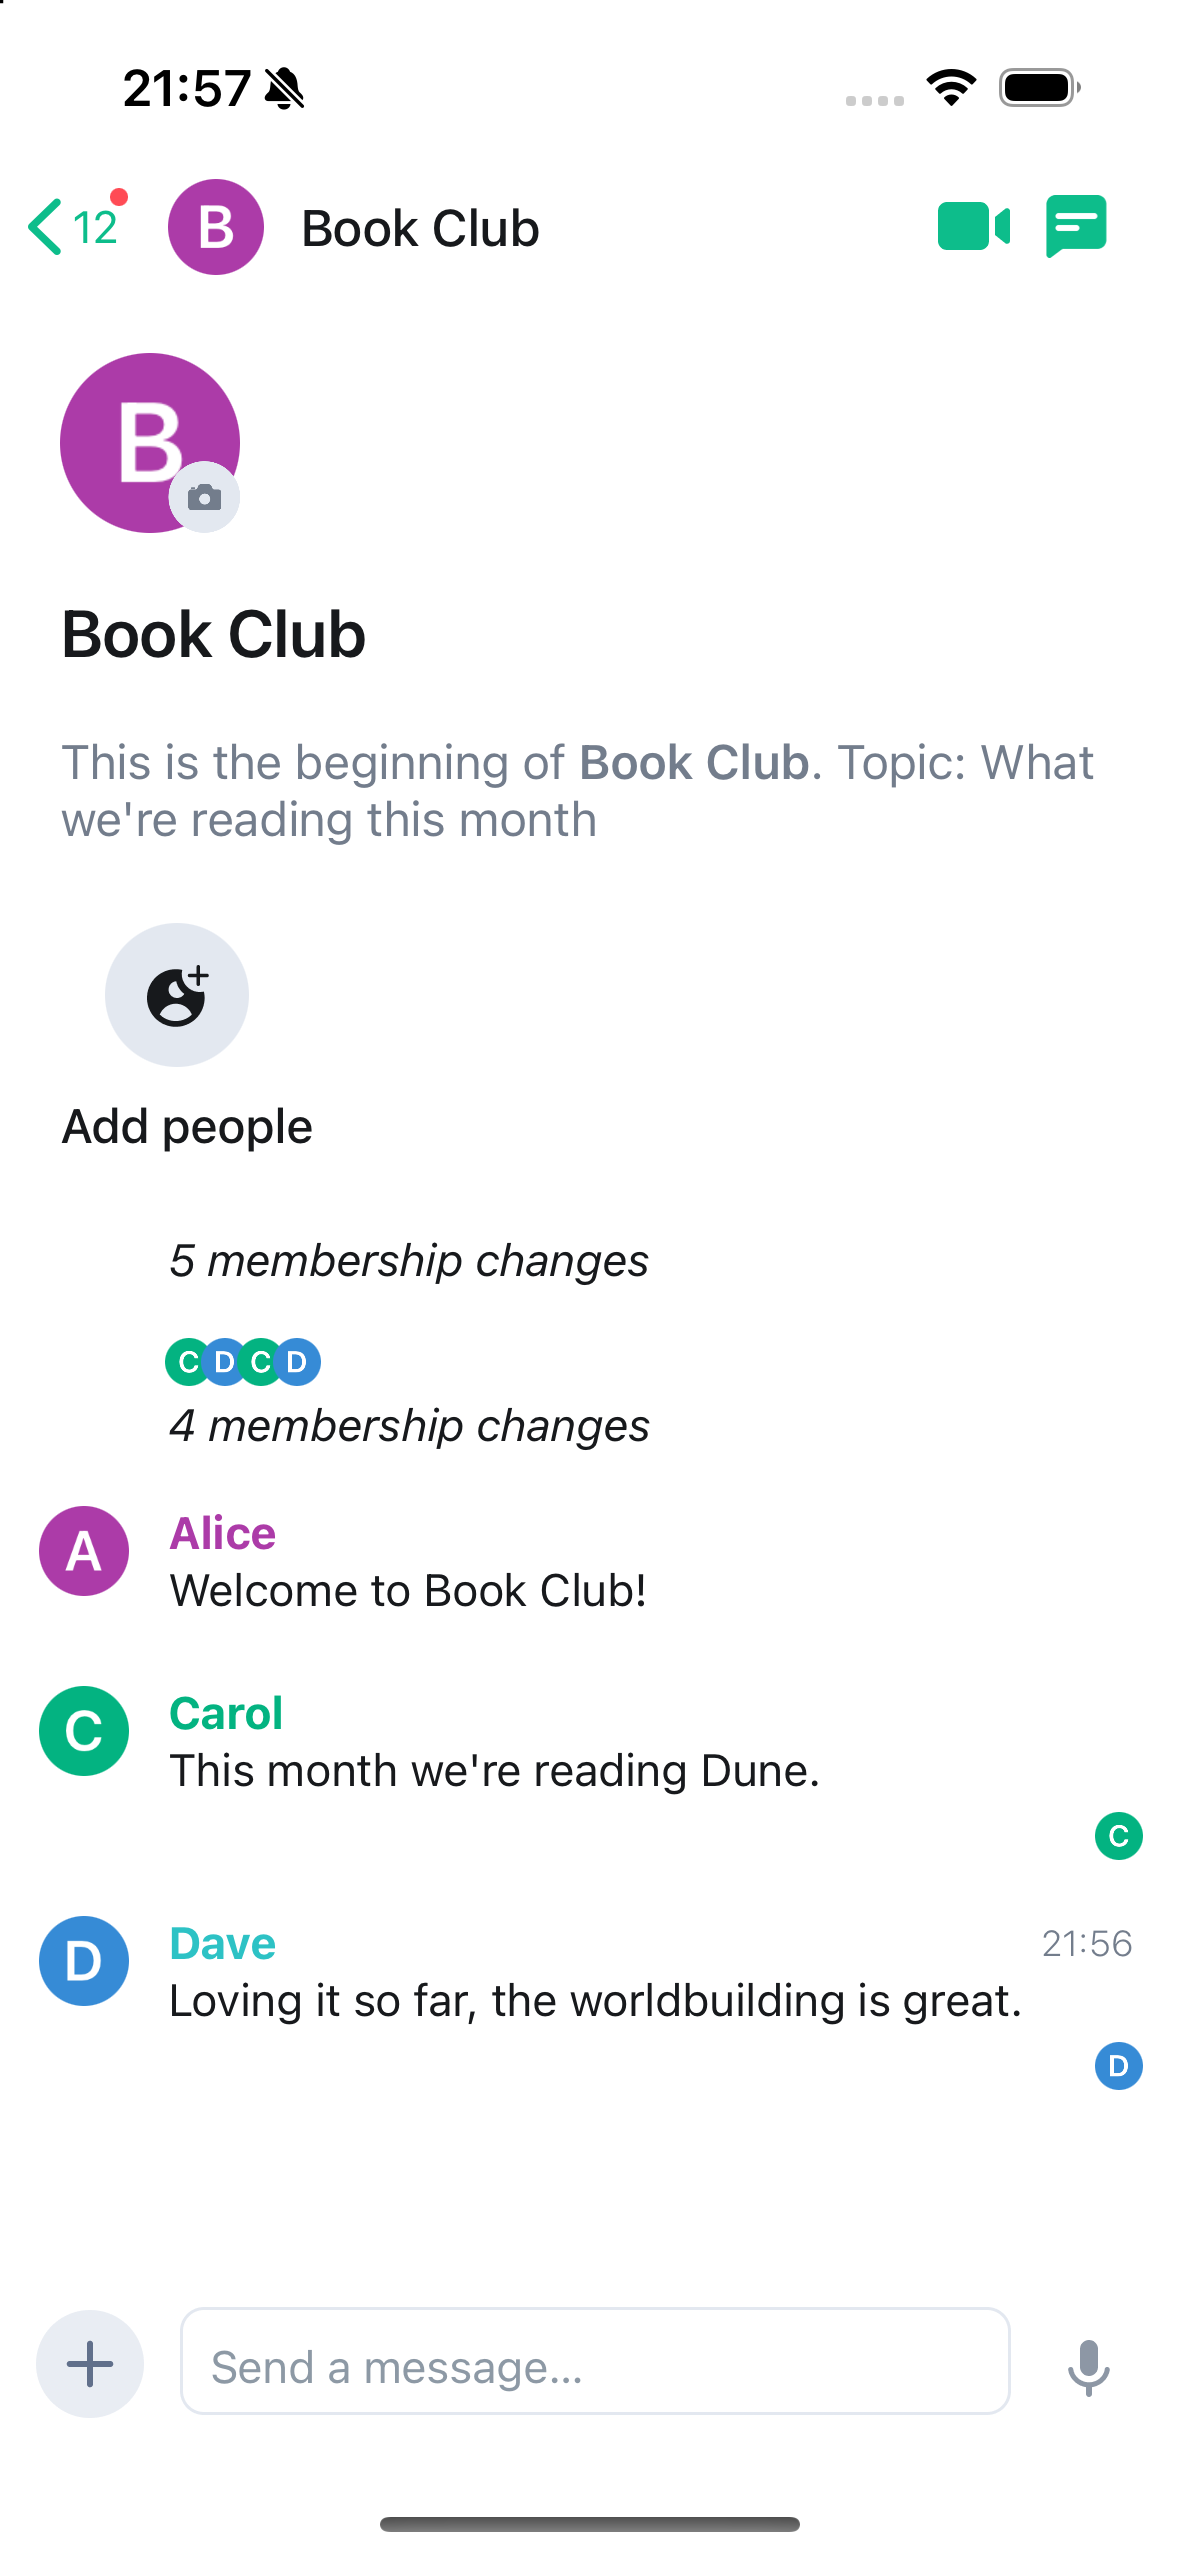 21:57
12
B
Book Club
B
Book Club
This is the beginning of Book Club. Topic: What
we're reading this month
Add people
5 membership changes
C D C D
4 membership changes
A
Alice
Welcome to Book Club!
C
Carol
This month we're reading Dune.
C
D
Dave
21:56
Loving it so far, the worldbuilding is great.
D
Send a message...